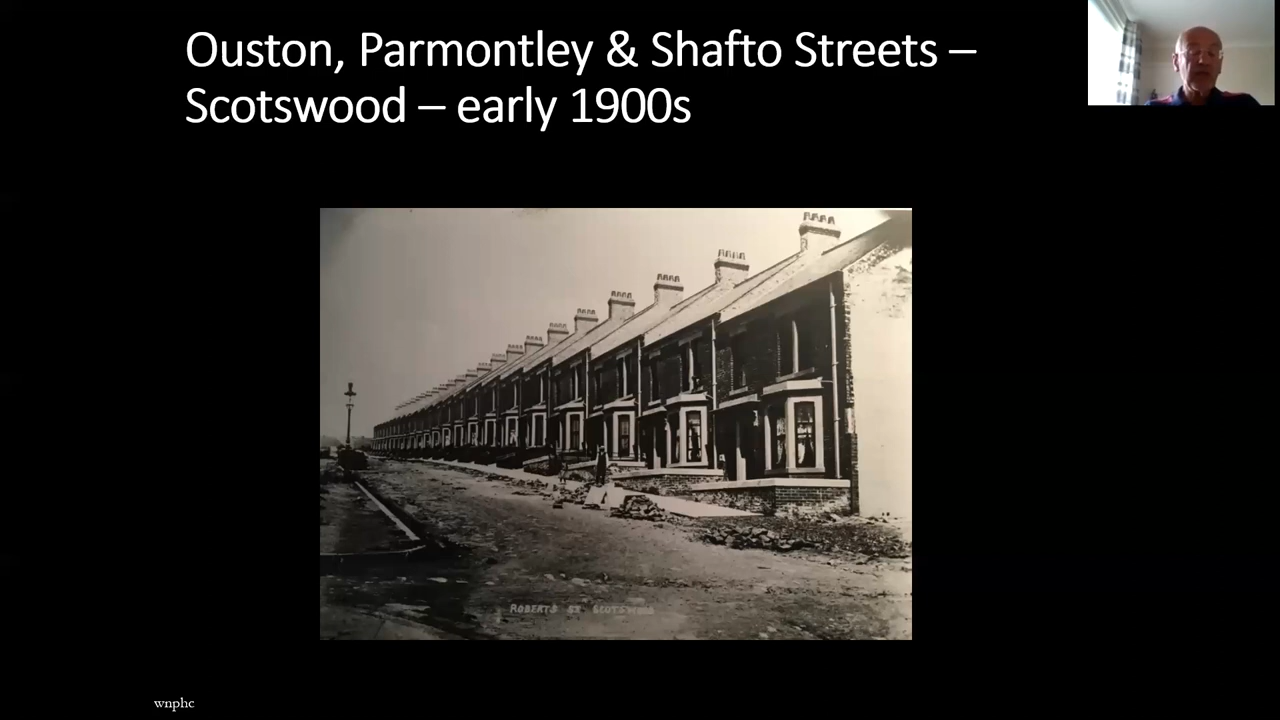 Ouston, Parmontley & Shafto Streets –
Scotswood – early 1900s
ROBERTS ST SCOTSWOOD
wnphc